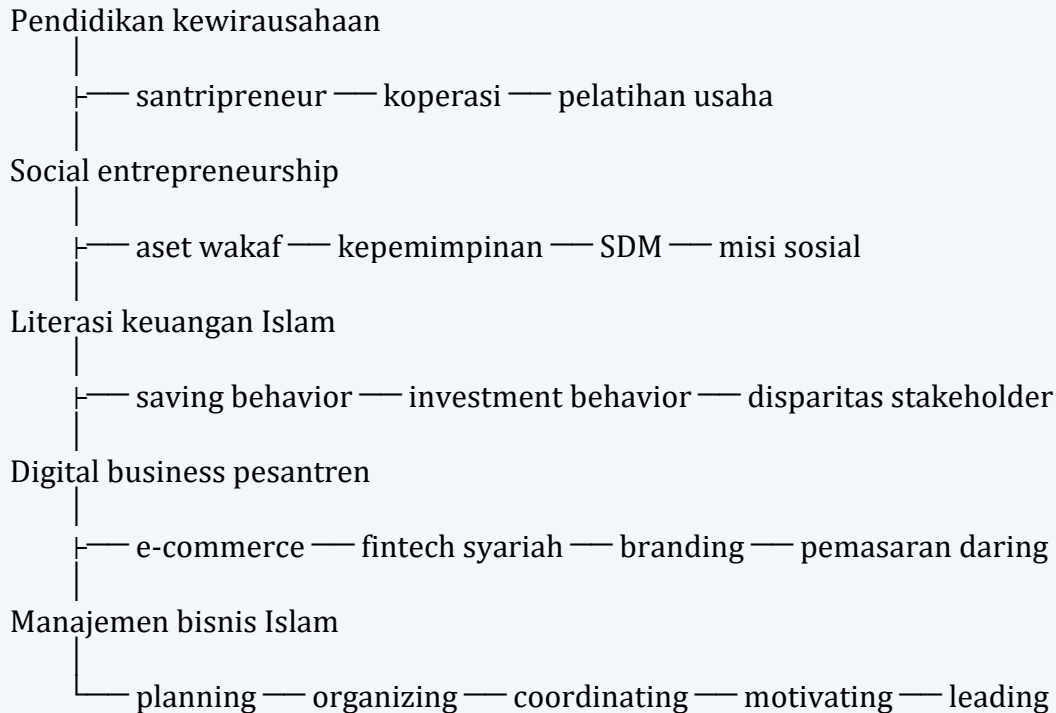 Pendidikan kewirausahaan
│
├── santripreneur ── koperasi ── pelatihan usaha
│
Social entrepreneurship
│
├── aset wakaf ── kepemimpinan ── SDM ── misi sosial
│
Literasi keuangan Islam
│
├── saving behavior ── investment behavior ── disparitas stakeholder
│
Digital business pesantren
│
├── e-commerce ── fintech syariah ── branding ── pemasaran daring
│
Manajemen bisnis Islam
│
└── planning ── organizing ── coordinating ── motivating ── leading